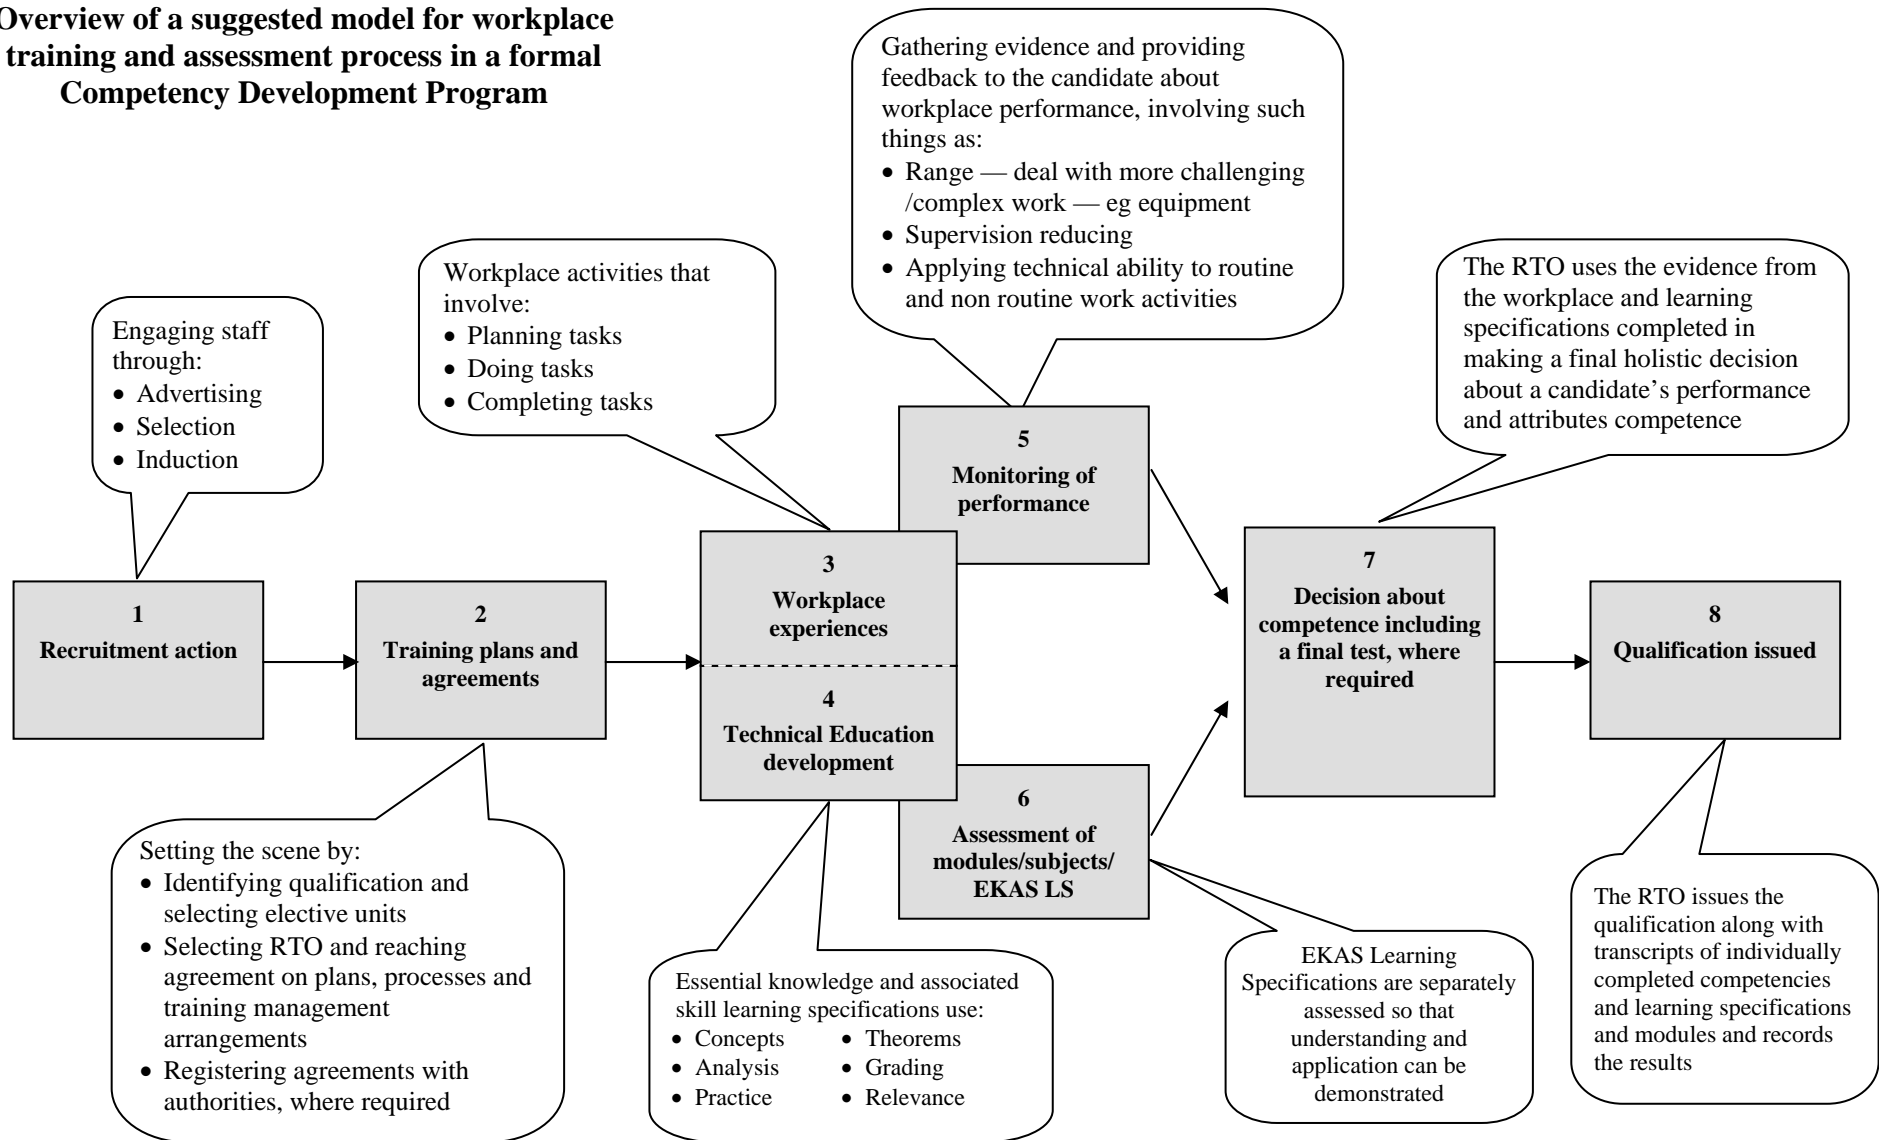 Overview of a suggested model for workplace
training and assessment process in a formal
Competency Development Program
Gathering evidence and providing
feedback to the candidate about
workplace performance, involving such
things as:
• Range — deal with more challenging
/complex work — eg equipment
• Supervision reducing
• Applying technical ability to routine
and non routine work activities
Workplace activities that
involve:
• Planning tasks
• Doing tasks
• Completing tasks
The RTO uses the evidence from
the workplace and learning
specifications completed in
making a final holistic decision
about a candidate’s performance
and attributes competence
Engaging staff
through:
• Advertising
• Selection
• Induction
1
Recruitment action
2
Training plans and
agreements
3
Workplace
experiences
4
Technical Education
development
5
Monitoring of
performance
6
Assessment of
modules/subjects/
EKAS LS
7
Decision about
competence including
a final test, where
required
8
Qualification issued
Setting the scene by:
• Identifying qualification and
selecting elective units
• Selecting RTO and reaching
agreement on plans, processes and
training management
arrangements
• Registering agreements with
authorities, where required
Essential knowledge and associated
skill learning specifications use:
• Concepts • Theorems
• Analysis • Grading
• Practice • Relevance
EKAS Learning
Specifications are separately
assessed so that
understanding and
application can be
demonstrated
The RTO issues the
qualification along with
transcripts of individually
completed competencies
and learning specifications
and modules and records
the results